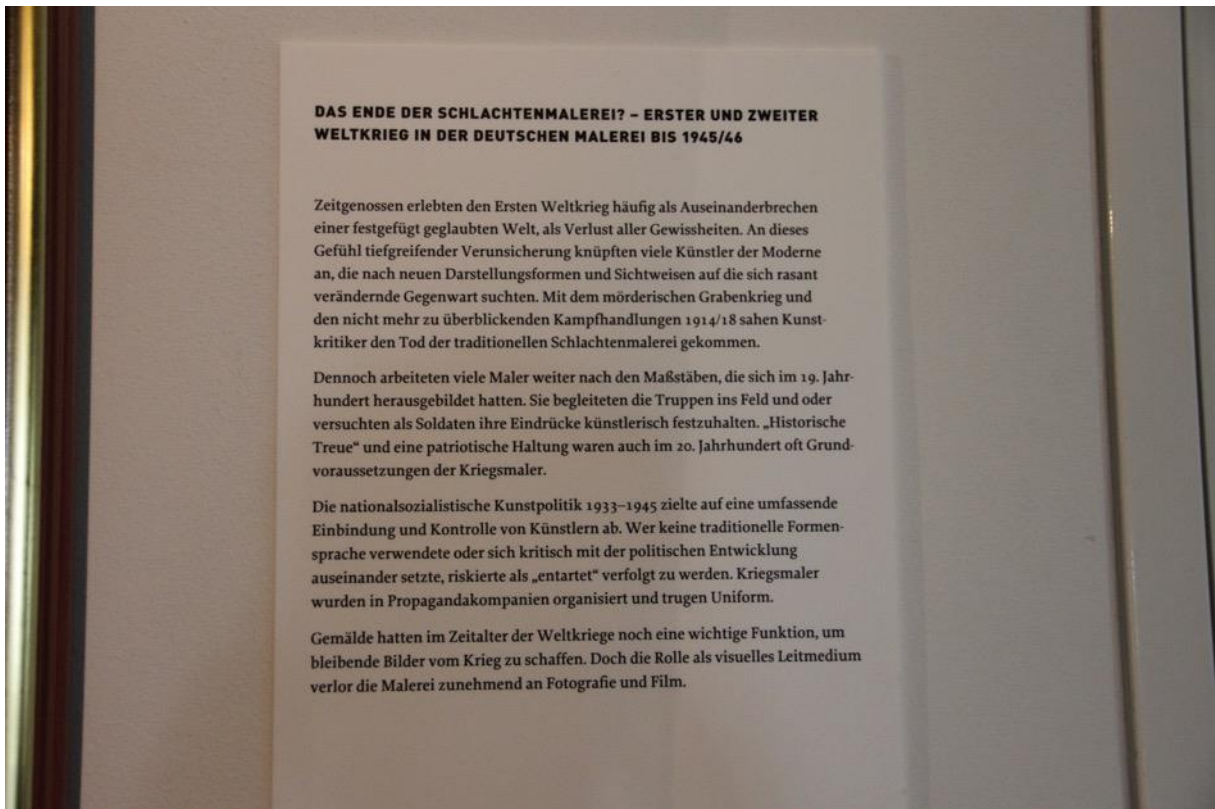 DAS ENDE DER SCHLACHTENMALEREI? – ERSTER UND ZWEITER
WELTKRIEG IN DER DEUTSCHEN MALEREI BIS 1945/46
Zeitgenossen erlebten den Ersten Weltkrieg häufig als Auseinanderbrechen
einer festgefügt geglaubten Welt, als Verlust aller Gewissheiten. An dieses
Gefühl tiefgreifender Verunsicherung knüpften viele Künstler der Moderne
an, die nach neuen Darstellungsformen und Sichtweisen auf die sich rasant
verändernde Gegenwart suchten. Mit dem mörderischen Grabenkrieg und
den nicht mehr zu überblickenden Kampfhandlungen 1914/18 sahen Kunst-
kritiker den Tod der traditionellen Schlachtenmalerei gekommen.
Dennoch arbeiteten viele Maler weiter nach den Maßstäben, die sich im 19. Jahr-
hundert herausgebildet hatten. Sie begleiteten die Truppen ins Feld und oder
versuchten als Soldaten ihre Eindrücke künstlerisch festzuhalten. „Historische
Treue“ und eine patriotische Haltung waren auch im 20. Jahrhundert oft Grund-
voraussetzungen der Kriegsmaler.
Die nationalsozialistische Kunstpolitik 1933–1945 zielte auf eine umfassende
Einbindung und Kontrolle von Künstlern ab. Wer keine traditionelle Formen-
sprache verwendete oder sich kritisch mit der politischen Entwicklung
auseinander setzte, riskierte als „entartet“ verfolgt zu werden. Kriegsmaler
wurden in Propagandakompanien organisiert und trugen Uniform.
Gemälde hatten im Zeitalter der Weltkriege noch eine wichtige Funktion, um
bleibende Bilder vom Krieg zu schaffen. Doch die Rolle als visuelles Leitmedium
verlor die Malerei zunehmend an Fotografie und Film.